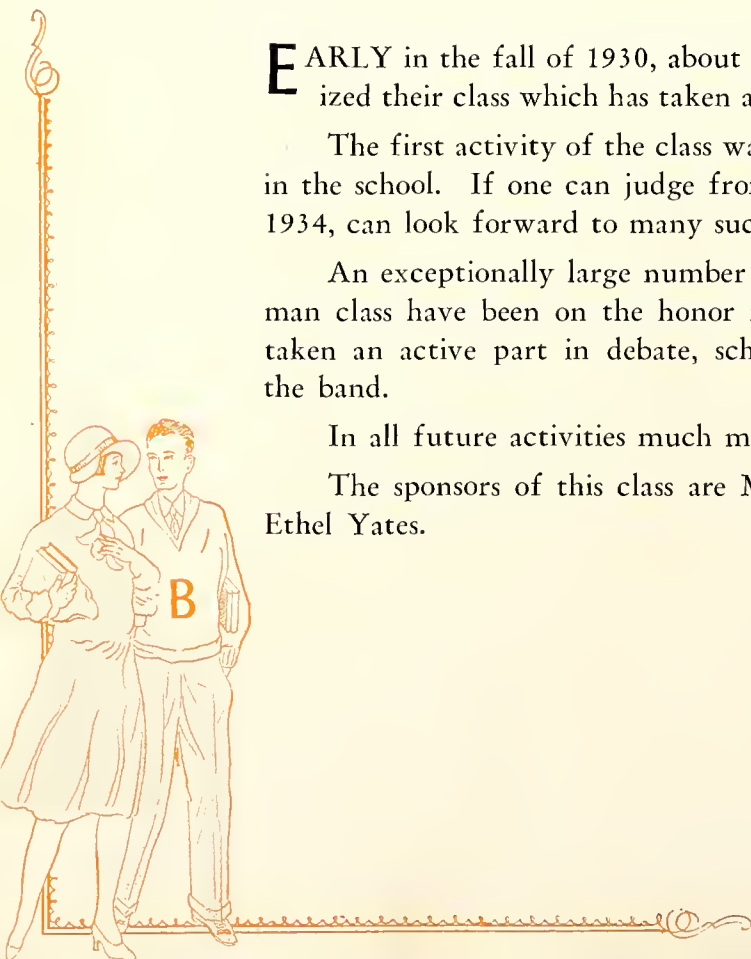 EARLY in the fall of 1930, about
ized their class which has taken a
The first activity of the class wa
in the school. If one can judge fro
1934, can look forward to many suc
An exceptionally large number
man class have been on the honor
taken an active part in debate, sch
the band.
In all future activities much m
The sponsors of this class are M
Ethel Yates.
B